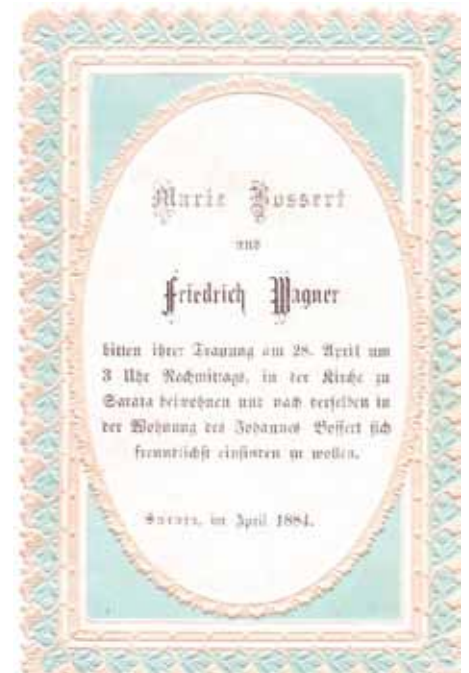 Marie Bossert
und
Friedrich Wagner
bitten ihrer Trauung am 28. April um
3 Uhr Nachmittags, in der Kirche zu
Sarata beiwohnen und nach derselben in
der Wohnung des Johannes Bossert sich
freundlichst einfinden zu wollen.
Sarata, im April 1884.